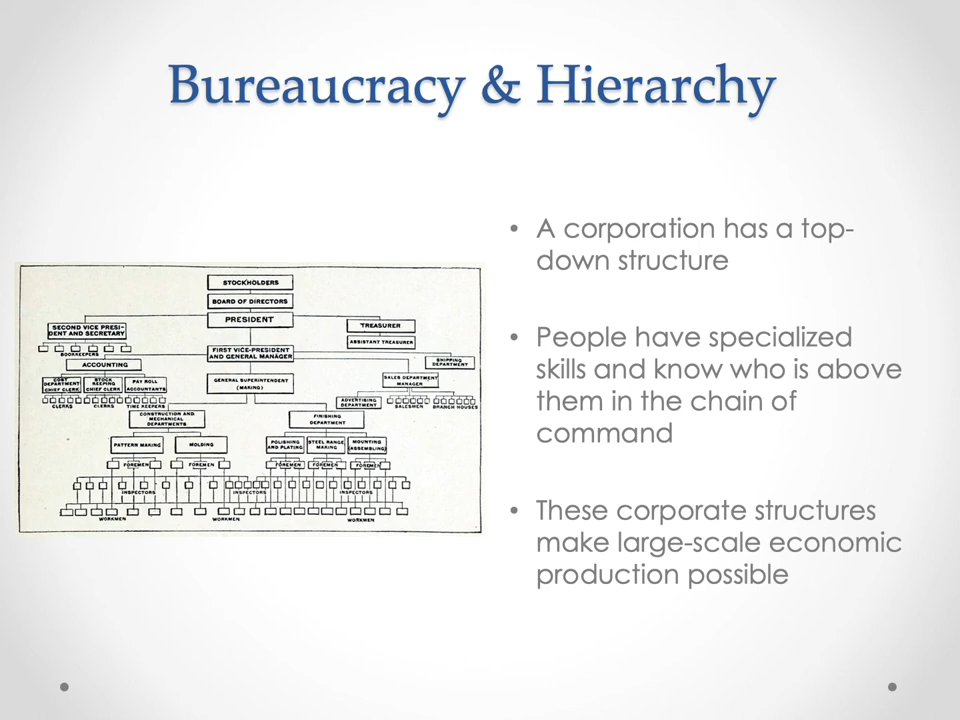 Bureaucracy & Hierarchy
• A corporation has a top-
down structure
• People have specialized
skills and know who is above
them in the chain of
command
• These corporate structures
make large-scale economic
production possible
STOCKHOLDERS
BOARD OF DIRECTORS
PRESIDENT
SECOND VICE PRESI-
DENT AND SECRETARY
TREASURER
ASSISTANT TREASURER
BOOKKEEPERS
FIRST VICE-PRESIDENT
AND GENERAL MANAGER
ACCOUNTING
SHIPPING
DEPARTMENT
COST
DEPARTMENT
CHIEF CLERK
STOCK
KEEPING
CHIEF CLERK
PAY ROLL
ACCOUNTANTS
GENERAL SUPERINTENDENT
(MAKING)
SALES DEPARTMENT
MANAGER
CLERKS
CLERKS
TIME KEEPERS
ADVERTISING
DEPARTMENT
SALESMEN
BRANCH HOUSES
CONSTRUCTION AND
MECHANICAL
DEPARTMENTS
FINISHING
DEPARTMENT
PATTERN MAKING
MOLDING
POLISHING
AND PLATING
STEEL RANGE
MAKING
MOUNTING
(ASSEMBLING)
FOREMEN
FOREMEN
FOREMEN
FOREMEN
FOREMEN
INSPECTORS
INSPECTORS
INSPECTORS
WORKMEN
WORKMEN
WORKMEN